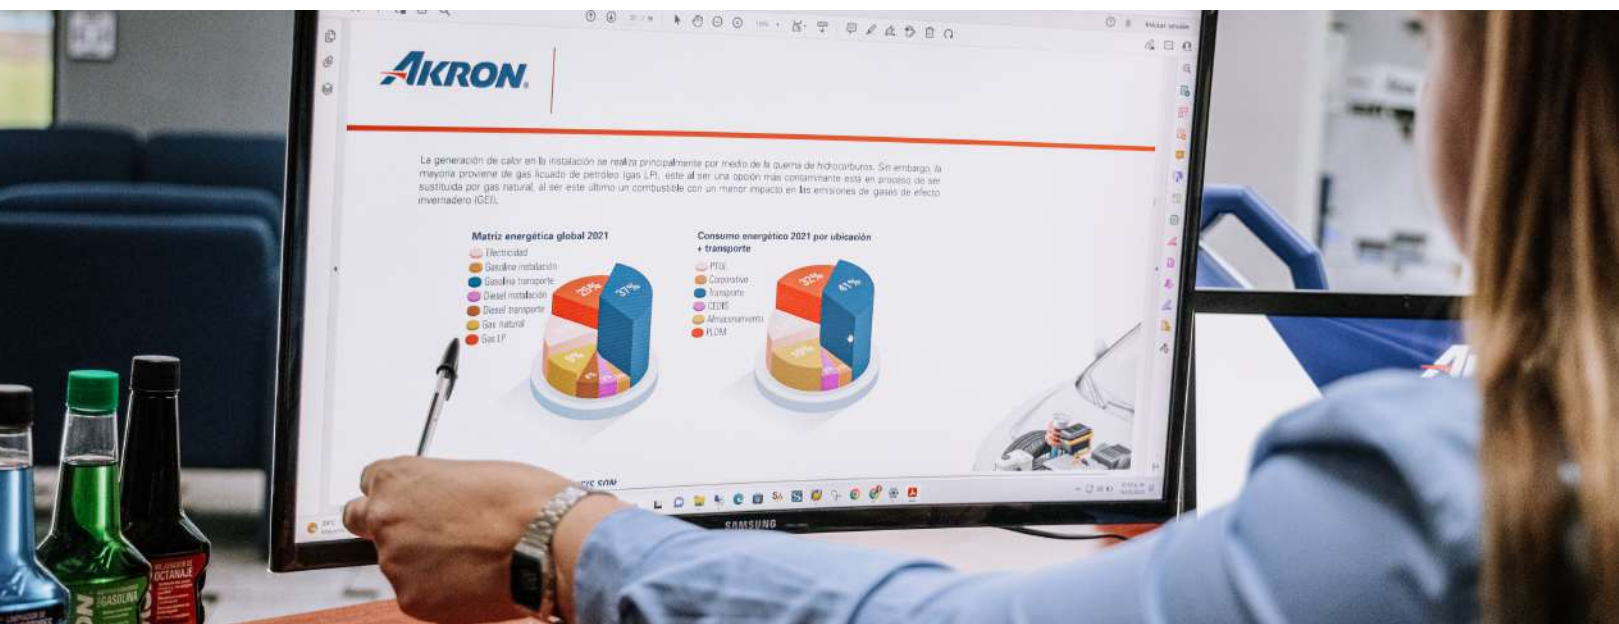 AKRON
La generación de calor en la instalación se realiza principalmente por medio de la quema de hidrocarburos. Sin embargo, la
mayoría proviene de gas licuado de petróleo (gas LP), este al ser una opción más contaminante está en proceso de ser
sustituida por gas natural, al ser este último un combustible con un menor impacto en las emisiones de gases de efecto
invernadero (GEI).
Matriz energética global 2021
Electricidad
Gasolina instalación
Gasolina transporte
Diesel instalación
Diesel transporte
Gas natural
Gas LP
25%
37%
9%
Consumo energético 2021 por ubicación
+ transporte
Corporativo
Transporte
CEDIS
Almacenamiento
PLDM
32%
41%
SAMSUNG
OCTANAJE
GASOLINA